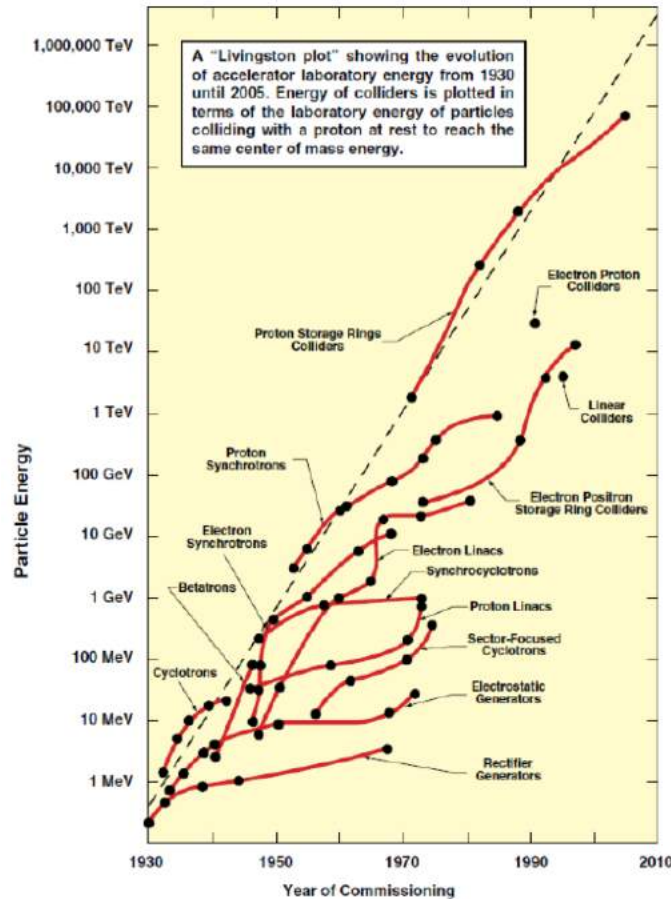 A “Livingston plot” showing the evolution
of accelerator laboratory energy from 1930
until 2005. Energy of colliders is plotted in
terms of the laboratory energy of particles
colliding with a proton at rest to reach the
same center of mass energy.
Particle Energy
1,000,000 TeV
100,000 TeV
10,000 TeV
1,000 TeV
100 TeV
10 TeV
1 TeV
100 GeV
10 GeV
1 GeV
100 MeV
10 MeV
1 MeV
Electron Proton
Colliders
Proton Storage Rings
Colliders
Linear
Colliders
Proton
Synchrotrons
Electron Positron
Storage Ring Colliders
Electron
Synchrotrons
Electron Linacs
Synchrocyclotrons
Betatrons
Proton Linacs
Sector-Focused
Cyclotrons
Cyclotrons
Electrostatic
Generators
Rectifier
Generators
1930
1950
1970
1990
2010
Year of Commissioning